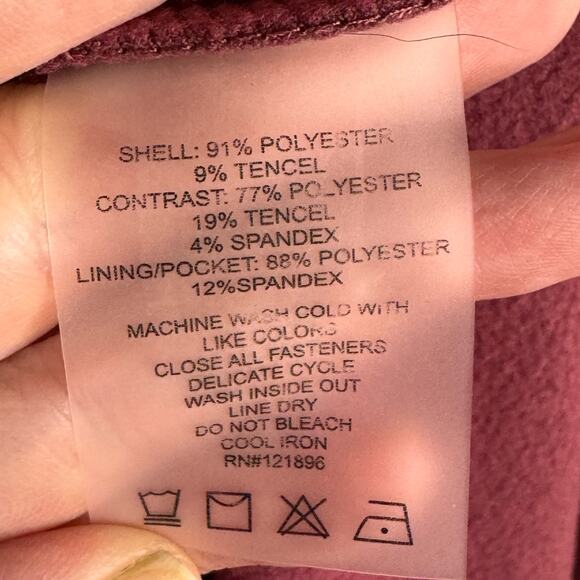 SHELL: 91% POLYESTER
9% TENCEL
CONTRAST: 77% POLYESTER
19% TENCEL
4% SPANDEX
LINING/POCKET: 88% POLYESTER
12%SPANDEX
MACHINE WASH COLD WITH
LIKE COLORS
CLOSE ALL FASTENERS
DELICATE CYCLE
WASH INSIDE OUT
LINE DRY
DO NOT BLEACH
COOL IRON
RN#121896